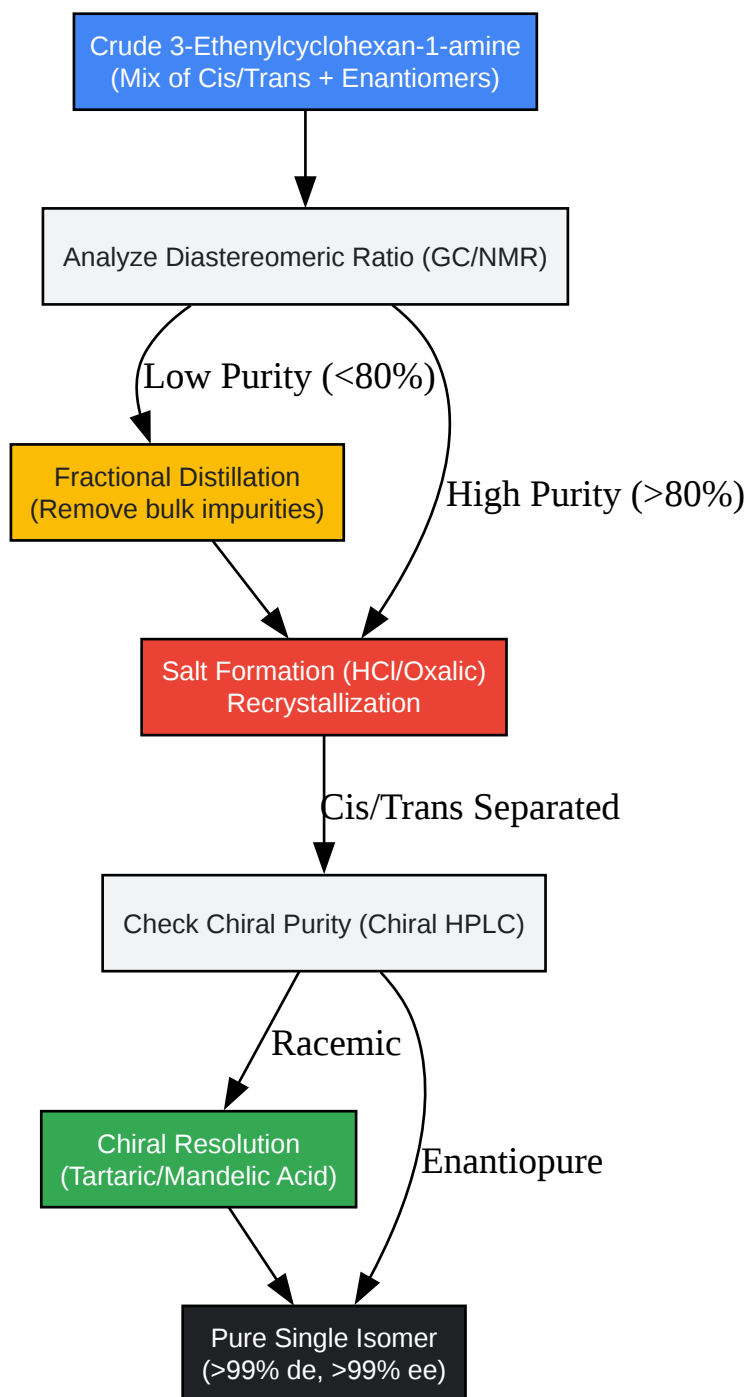 Crude 3-Ethenylcyclohexan-1-amine
(Mix of Cis/Trans + Enantiomers)
Analyze Diastereomeric Ratio (GC/NMR)
Low Purity (<80%)
Fractional Distillation
(Remove bulk impurities)
High Purity (>80%)
Salt Formation (HCl/Oxalic)
Recrystallization
Cis/Trans Separated
Check Chiral Purity (Chiral HPLC)
Racemic
Chiral Resolution
(Tartaric/Mandelic Acid)
Enantiopure
Pure Single Isomer
(>99% de, >99% ee)